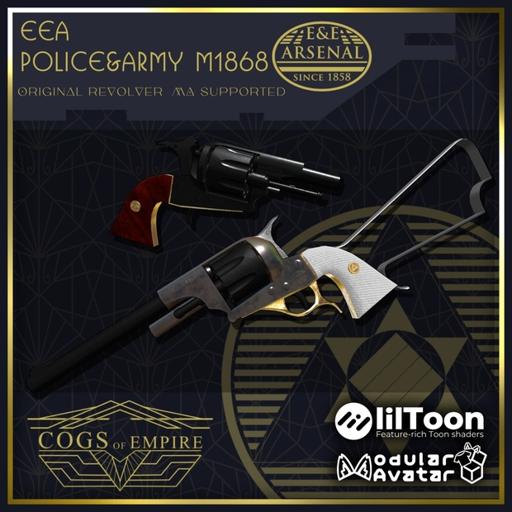 EEA
POLICE&ARMY M1868
ORIGINAL REVOLVER MA SUPPORTED
E&E
ARSENAL
SINCE 1858
COGS OF EMPIRE
lilToon
Feature-rich Toon shaders
Modular
Avatar